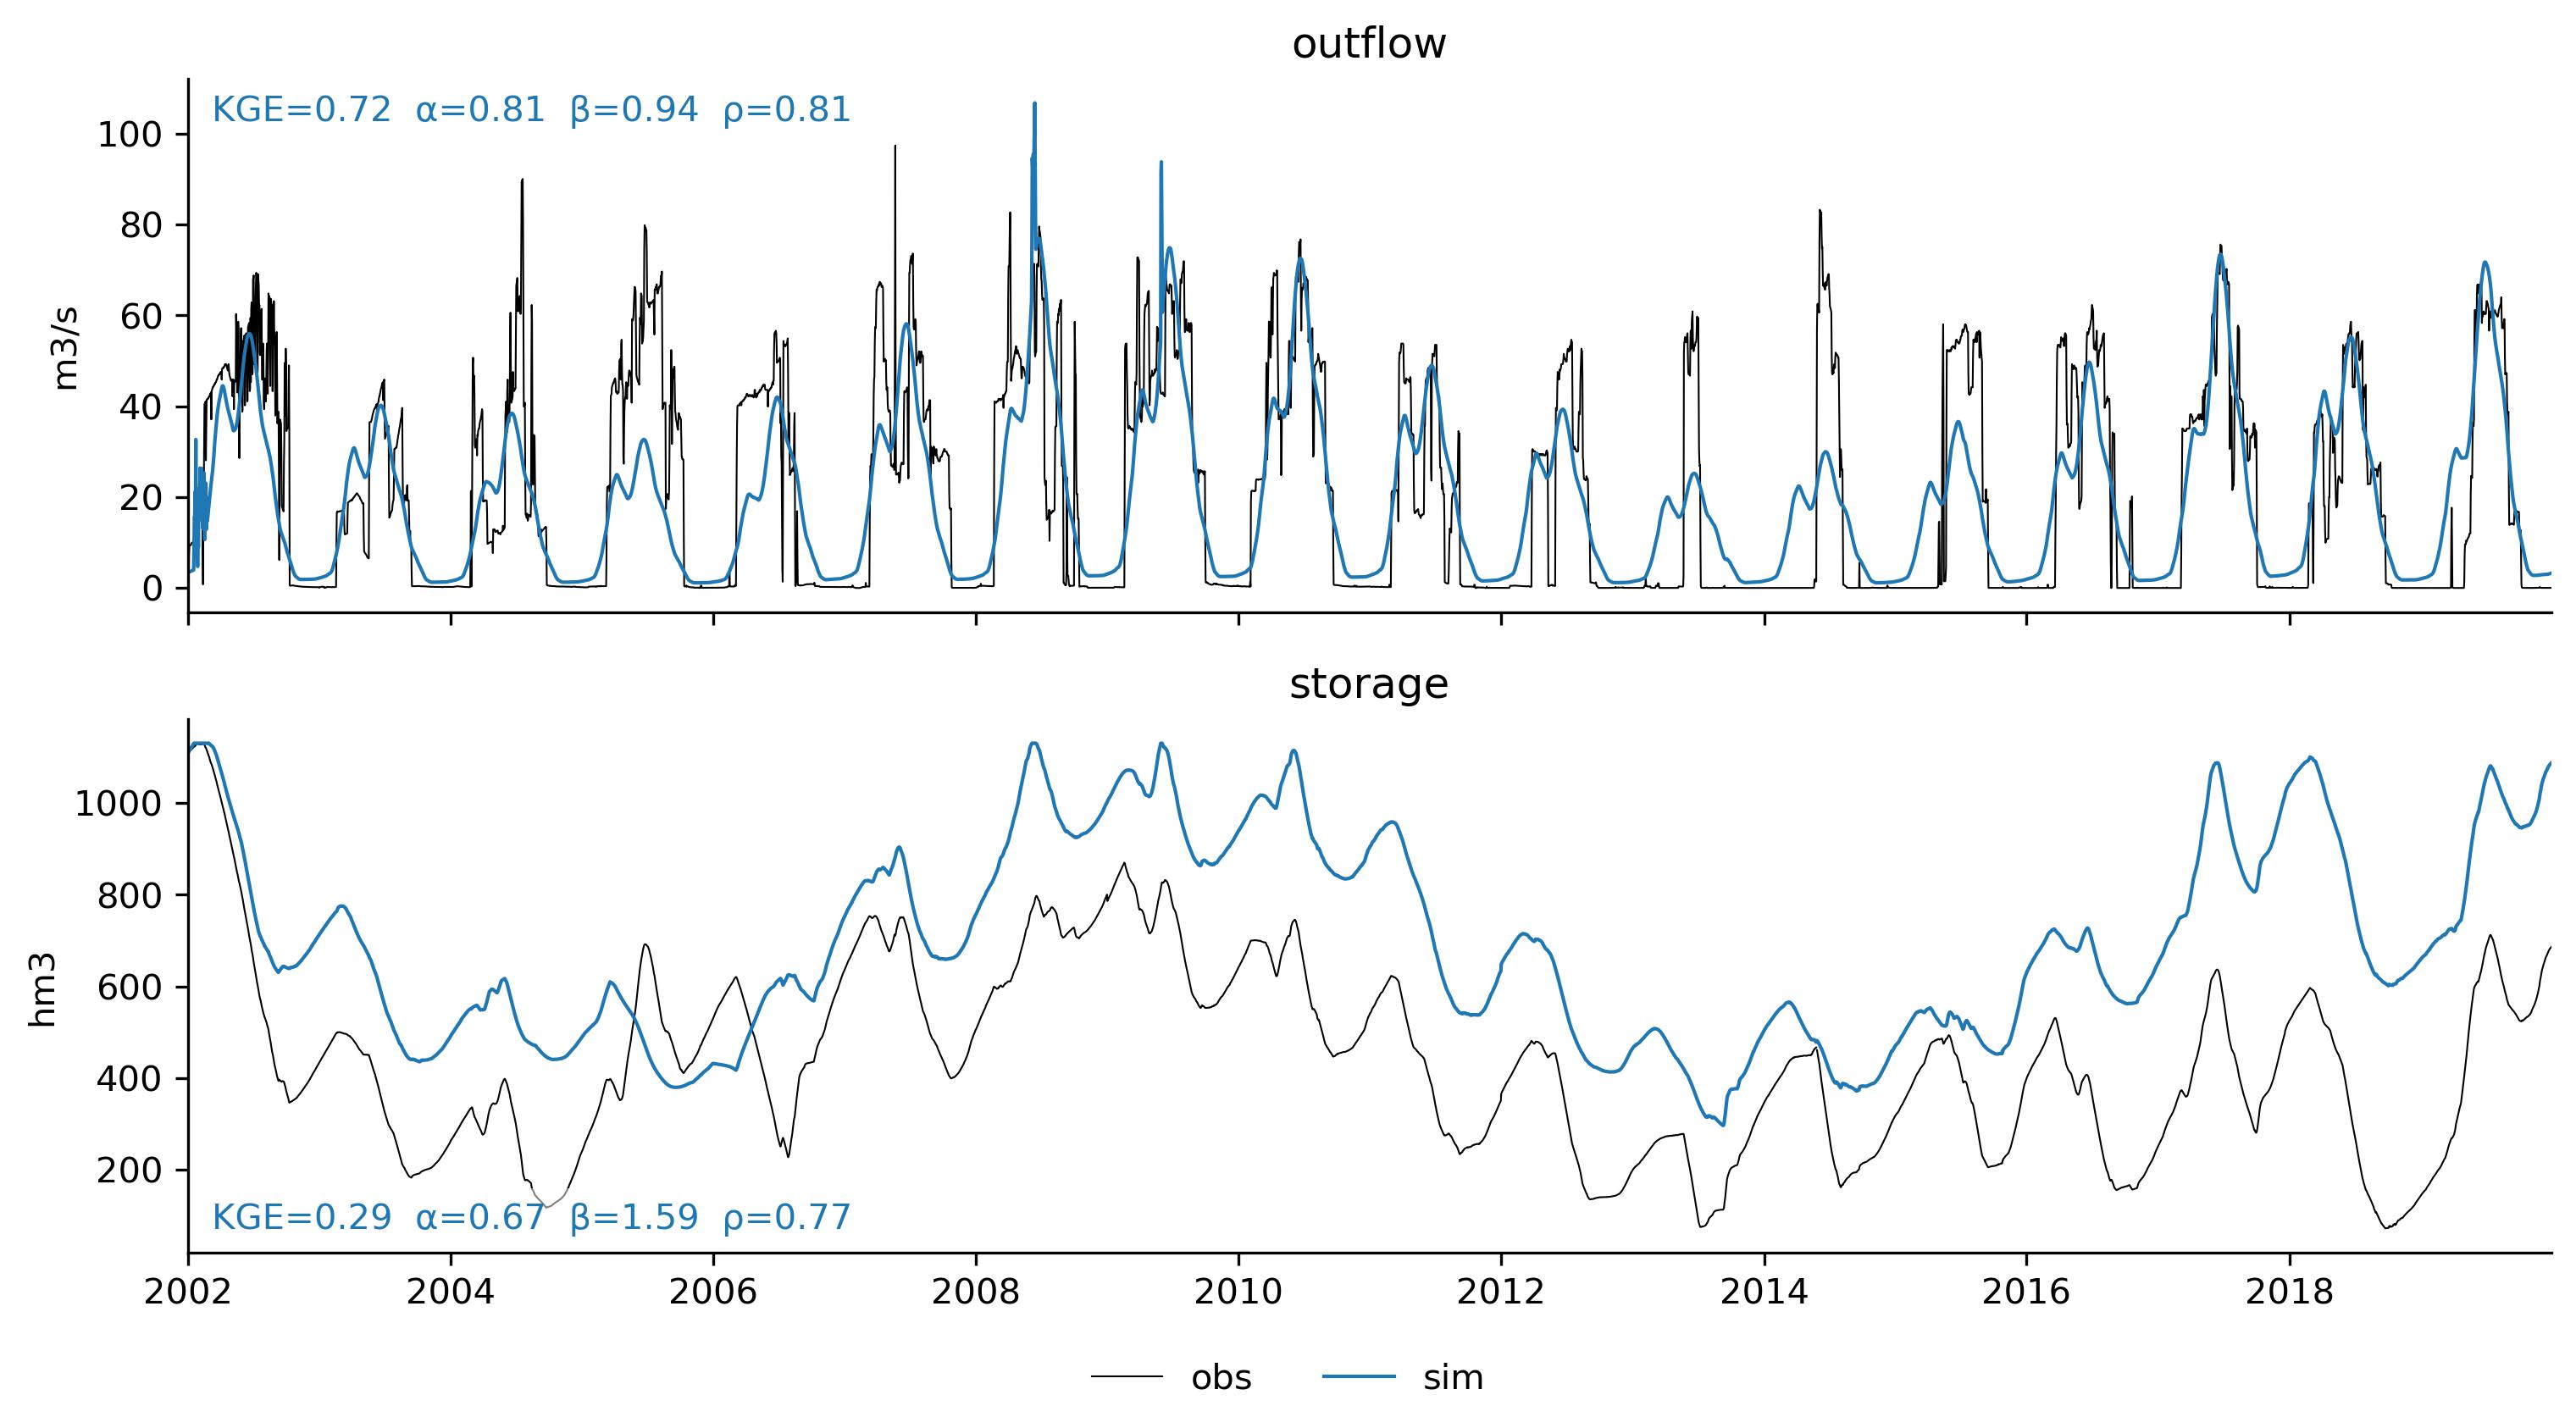 outflow
KGE=0.72 α=0.81 β=0.94 ρ=0.81
100
80
60
40
20
0
m3/s
storage
1000
800
600
400
200
hm3
KGE=0.29 α=0.67 β=1.59 ρ=0.77
2002 2004 2006 2008 2010 2012 2014 2016 2018
obs sim